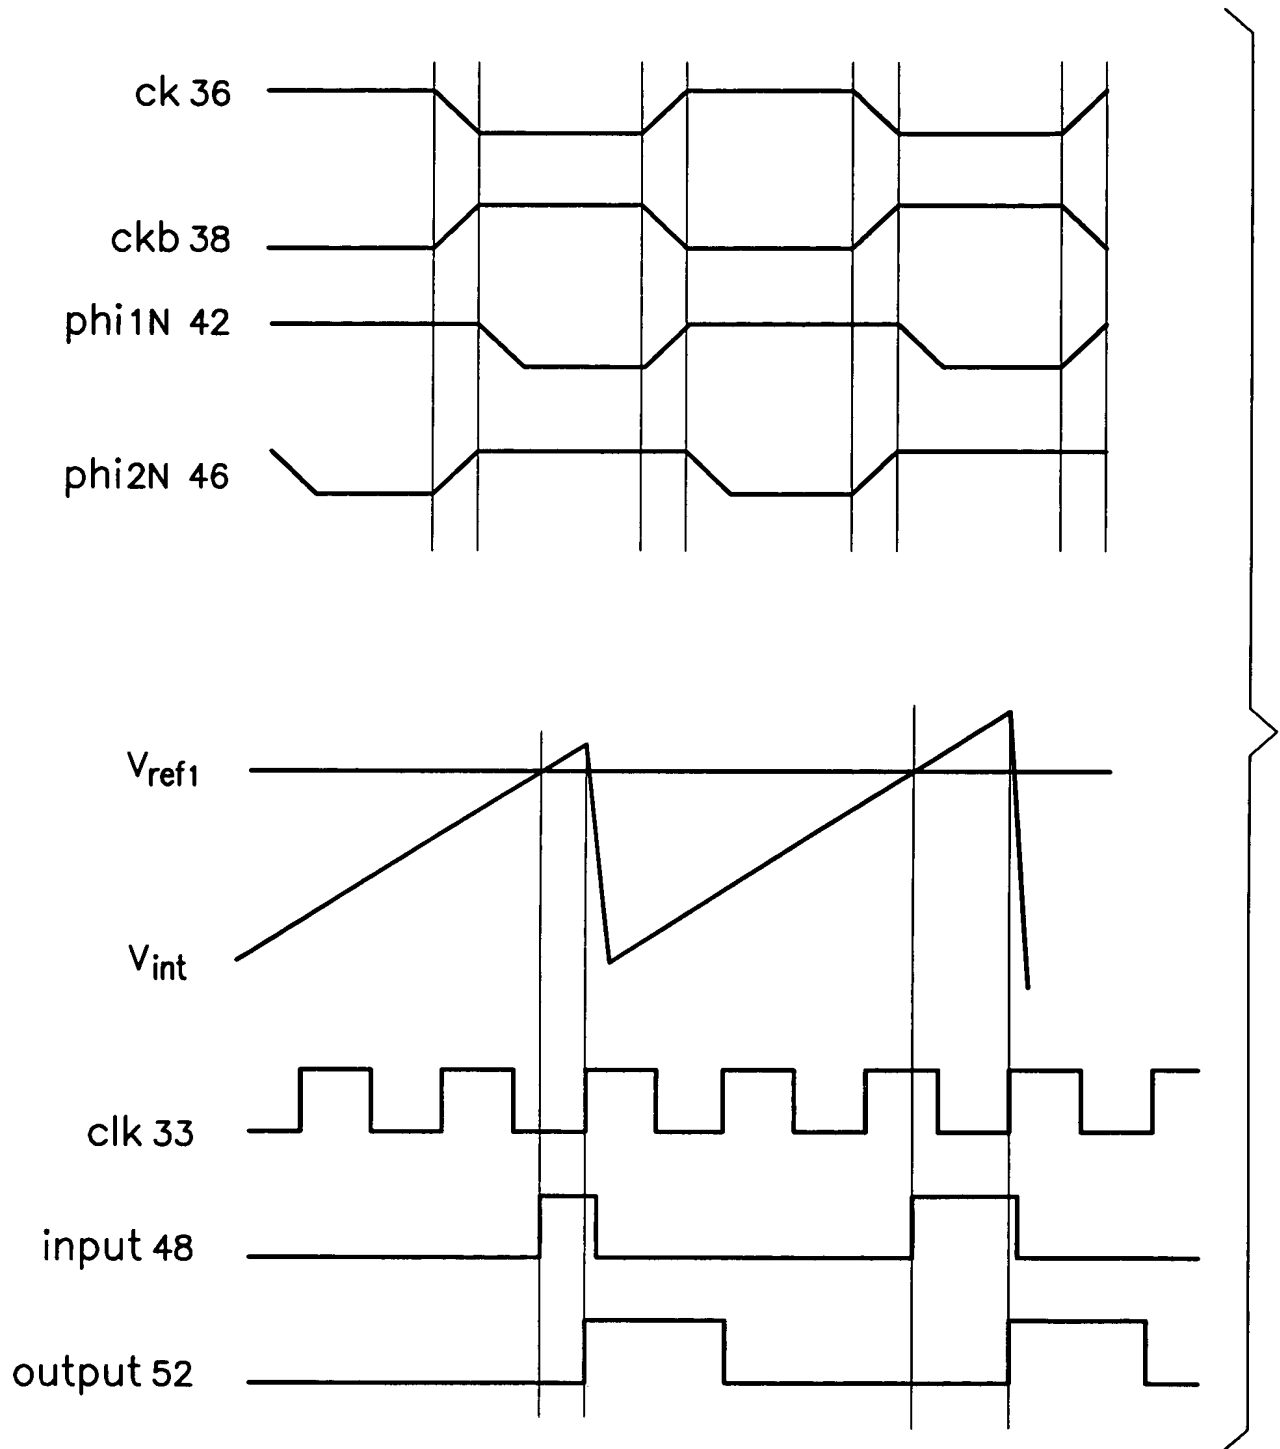 ck 36
ckb 38
phi1N 42
phi2N 46
Vref1
Vint
clk 33
input 48
output 52